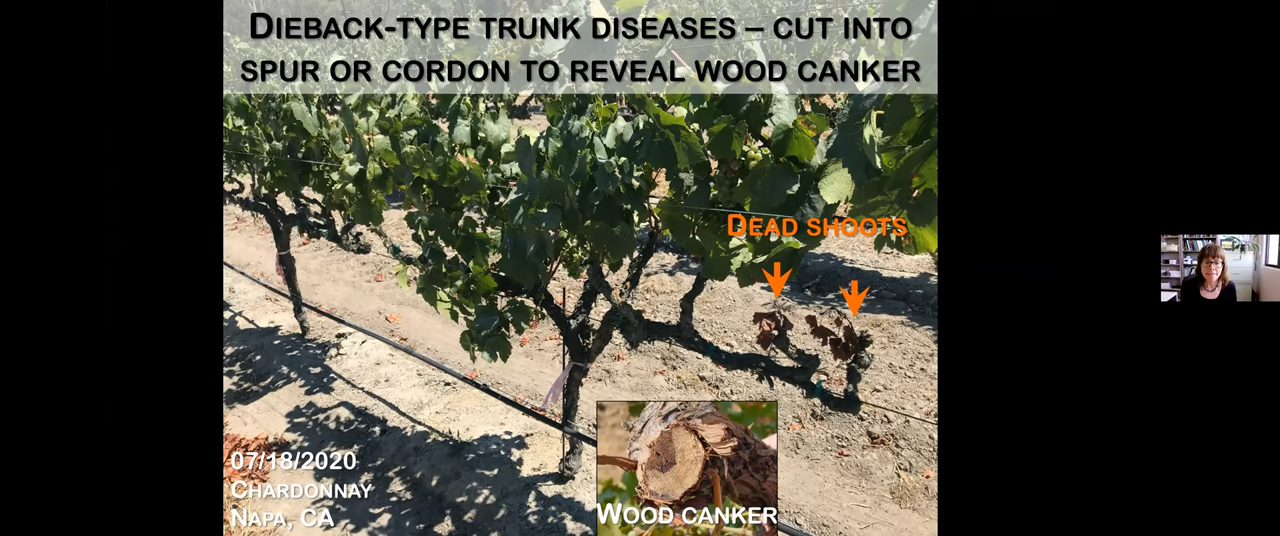 DIEBACK-TYPE TRUNK DISEASES – CUT INTO
SPUR OR CORDON TO REVEAL WOOD CANKER
DEAD SHOOTS
07/18/2020
CHARDONNAY
NAPA, CA
WOOD CANKER